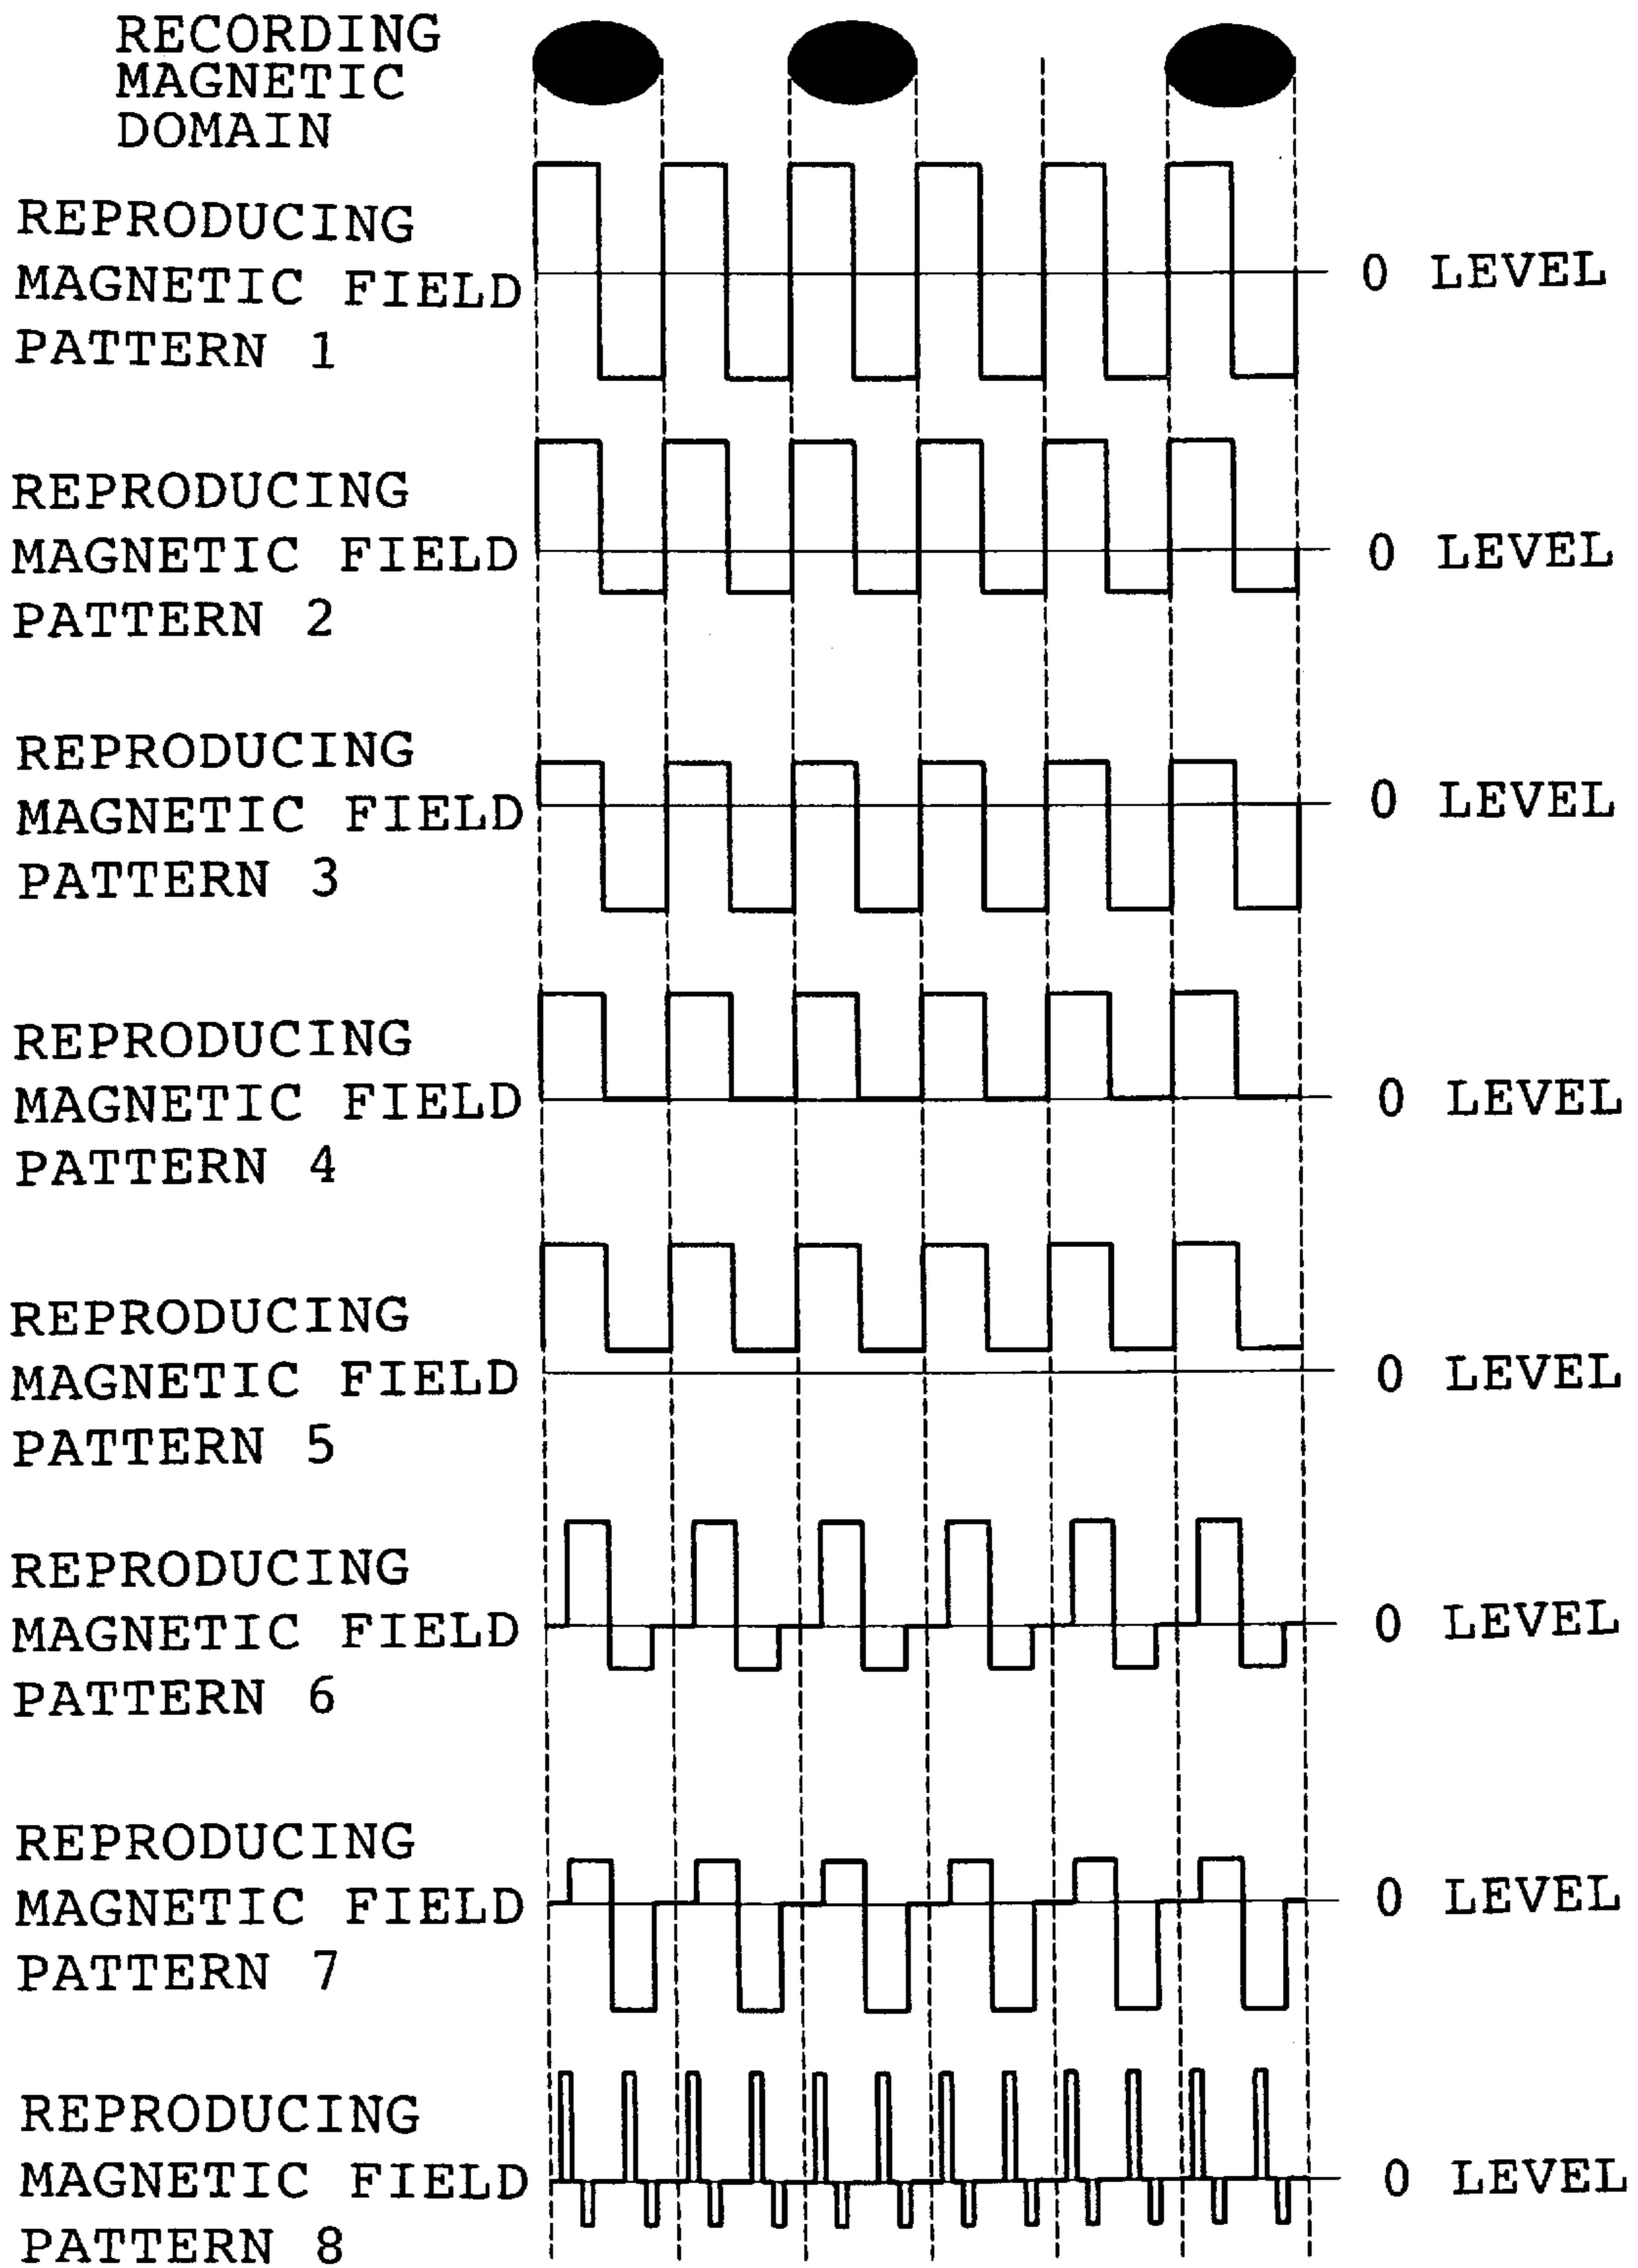 RECORDING
MAGNETIC
DOMAIN
REPRODUCING
MAGNETIC FIELD
PATTERN 1
0 LEVEL
REPRODUCING
MAGNETIC FIELD
PATTERN 2
0 LEVEL
REPRODUCING
MAGNETIC FIELD
PATTERN 3
0 LEVEL
REPRODUCING
MAGNETIC FIELD
PATTERN 4
0 LEVEL
REPRODUCING
MAGNETIC FIELD
PATTERN 5
0 LEVEL
REPRODUCING
MAGNETIC FIELD
PATTERN 6
0 LEVEL
REPRODUCING
MAGNETIC FIELD
PATTERN 7
0 LEVEL
REPRODUCING
MAGNETIC FIELD
PATTERN 8
0 LEVEL